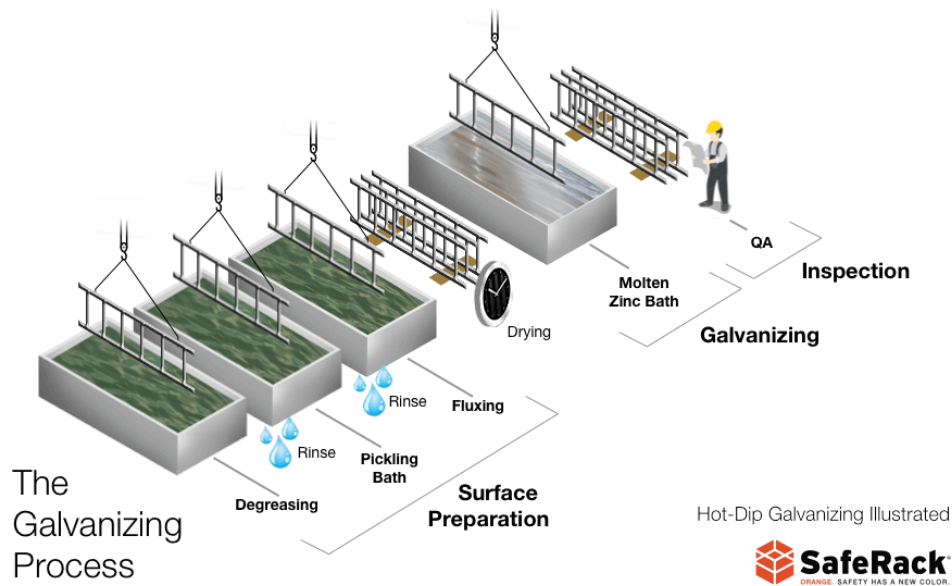 QA
Inspection
Molten
Zinc Bath
Galvanizing
Drying
Rinse
Fluxing
Rinse
Pickling
Bath
Degreasing
Surface
Preparation
The
Galvanizing
Process
Hot-Dip Galvanizing Illustrated
SafeRack®
ORANGE. SAFETY HAS A NEW COLOR.